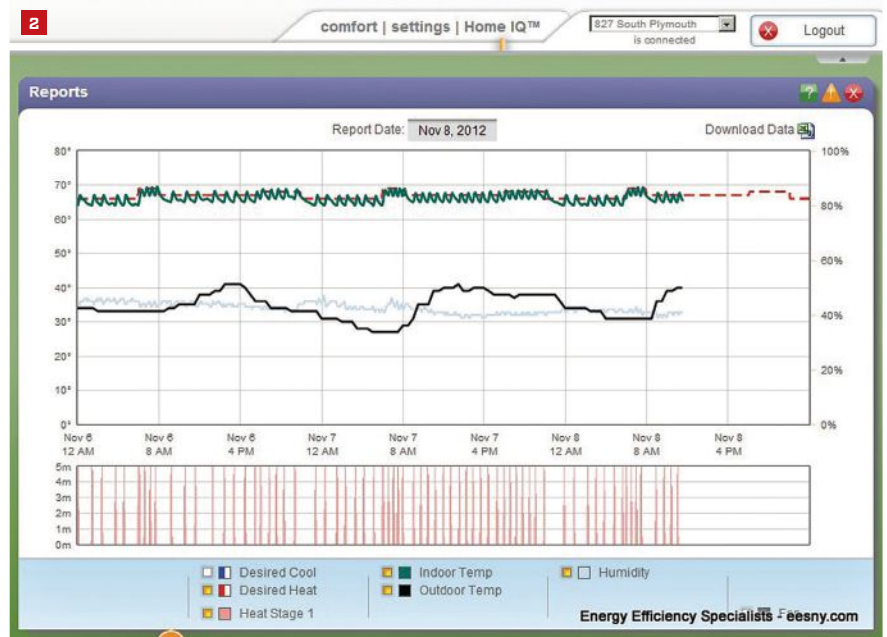 2
comfort | settings | Home IQ™
827 South Plymouth
is connected
Logout
Reports
Report Date: Nov 8, 2012
Download Data
80°
70°
60°
50°
40°
30°
20°
10°
0°
100%
80%
60%
40%
20%
0%
Nov 6 12 AM
Nov 6 8 AM
Nov 6 4 PM
Nov 7 12 AM
Nov 7 8 AM
Nov 7 4 PM
Nov 8 12 AM
Nov 8 8 AM
Nov 8 4 PM
5m
4m
3m
2m
1m
0m
Desired Cool
Indoor Temp
Humidity
Desired Heat
Outdoor Temp
Heat Stage 1
Energy Efficiency Specialists - eesny.com